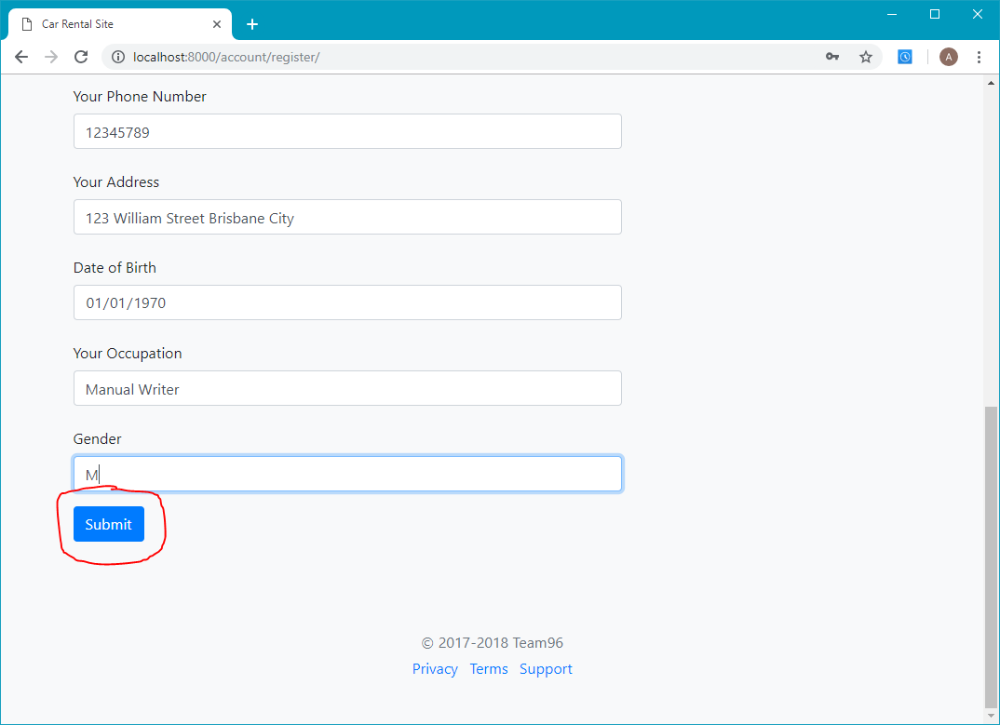 Car Rental Site
localhost:8000/account/register/
A
Your Phone Number
12345789
Your Address
123 William Street Brisbane City
Date of Birth
01/01/1970
Your Occupation
Manual Writer
Gender
M
Submit
© 2017-2018 Team96
Privacy Terms Support